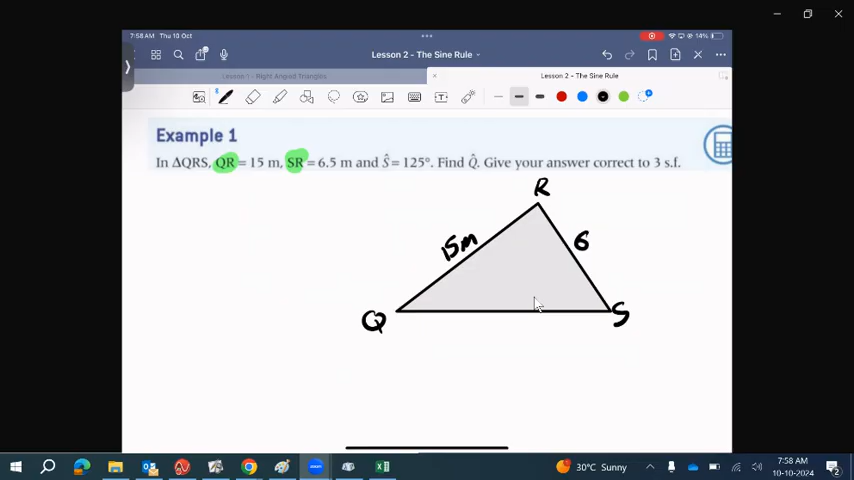 7:58 AM Thu 10 Oct
14%
Lesson 2 - The Sine Rule
Lesson 1 - Right Angled Triangles
Lesson 2 - The Sine Rule
Example 1
In ΔQRS, QR = 15 m, SR = 6.5 m and Ŝ = 125°. Find Q̂. Give your answer correct to 3 s.f.
R
15m
6
Q
S
30°C Sunny
7:58 AM
10-10-2024
2